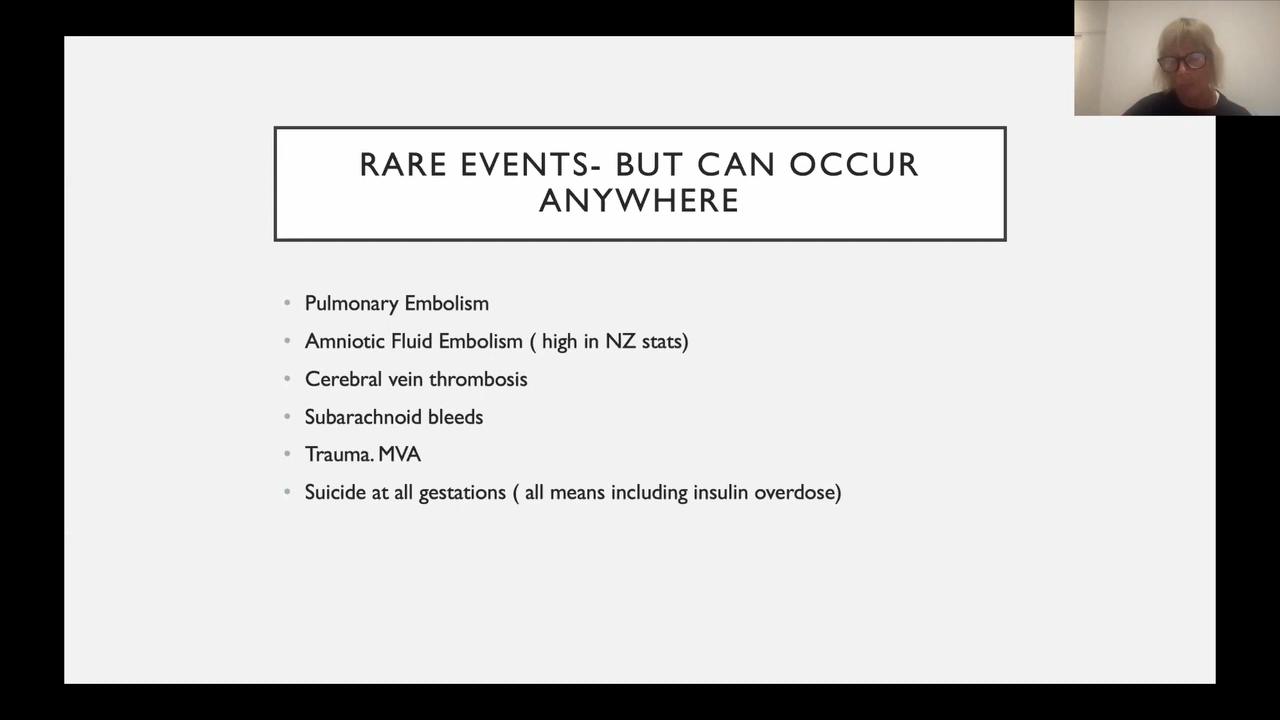 RARE EVENTS- BUT CAN OCCUR
ANYWHERE
• Pulmonary Embolism
• Amniotic Fluid Embolism ( high in NZ stats)
• Cerebral vein thrombosis
• Subarachnoid bleeds
• Trauma. MVA
• Suicide at all gestations ( all means including insulin overdose)